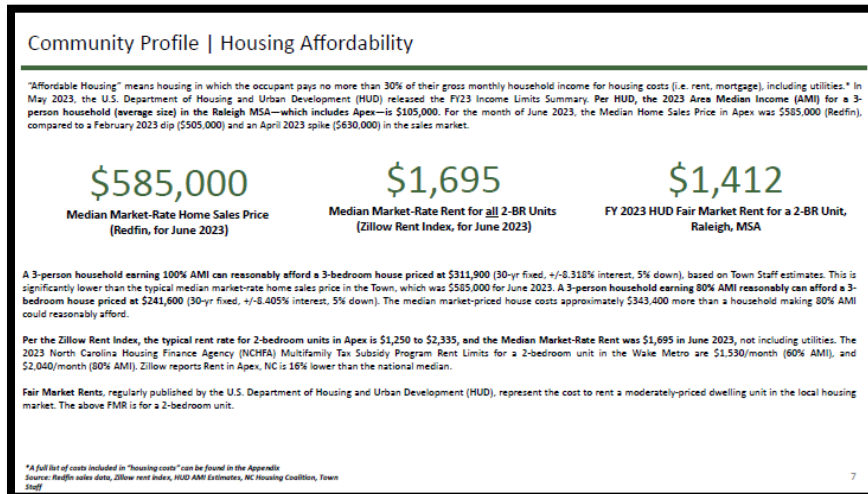 Community Profile | Housing Affordability
"Affordable Housing" means housing in which the occupant pays no more than 30% of their gross monthly household income for housing costs (i.e. rent, mortgage), including utilities.* In
May 2023, the U.S. Department of Housing and Urban Development (HUD) released the FY23 Income Limits Summary. Per HUD, the 2023 Area Median Income (AMI) for a 3-
person household (average size) in the Raleigh MSA—which includes Apex—is $105,000. For the month of June 2023, the Median Home Sales Price in Apex was $585,000 (Redfin),
compared to a February 2023 dip ($505,000) and an April 2023 spike ($630,000) in the sales market.
$585,000
Median Market-Rate Home Sales Price
(Redfin, for June 2023)
$1,695
Median Market-Rate Rent for all 2-BR Units
(Zillow Rent Index, for June 2023)
$1,412
FY 2023 HUD Fair Market Rent for a 2-BR Unit,
Raleigh, MSA
A 3-person household earning 100% AMI can reasonably afford a 3-bedroom house priced at $311,900 (30-yr fixed, +/-8.318% interest, 5% down), based on Town Staff estimates. This is
significantly lower than the typical median market-rate home sales price in the Town, which was $585,000 for June 2023. A 3-person household earning 80% AMI reasonably can afford a 3-
bedroom house priced at $241,600 (30-yr fixed, +/-8.405% interest, 5% down). The median market-priced house costs approximately $343,400 more than a household making 80% AMI
could reasonably afford.
Per the Zillow Rent Index, the typical rent rate for 2-bedroom units in Apex is $1,250 to $2,335, and the Median Market-Rate Rent was $1,695 in June 2023, not including utilities. The
2023 North Carolina Housing Finance Agency (NCHFA) Multifamily Tax Subsidy Program Rent Limits for a 2-bedroom unit in the Wake Metro are $1,530/month (60% AMI), and
$2,040/month (80% AMI). Zillow reports Rent in Apex, NC is 16% lower than the national median.
Fair Market Rents, regularly published by the U.S. Department of Housing and Urban Development (HUD), represent the cost to rent a moderately-priced dwelling unit in the local housing
market. The above FMR is for a 2-bedroom unit.
*A full list of costs included in "housing costs" can be found in the Appendix
Source: Redfin sales data, Zillow rent index, HUD AMI Estimates, NC Housing Coalition, Town
Staff
7